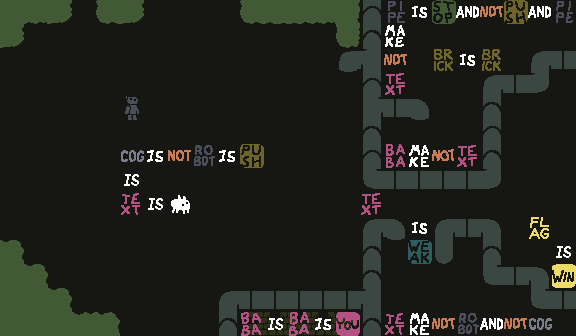 PIPE IS STOP AND NOT PUSH AND PIPE
MAKE
NOT BRICK IS BRICK
TEXT
COG IS NOT ROBOT IS PUSH BABA MAKE NOT TEXT
IS
TEXT IS TEXT
IS FLAG
WEAK IS
WIN
BABA IS BABA IS YOU TEXT MAKE NOT ROBOT AND NOT COG